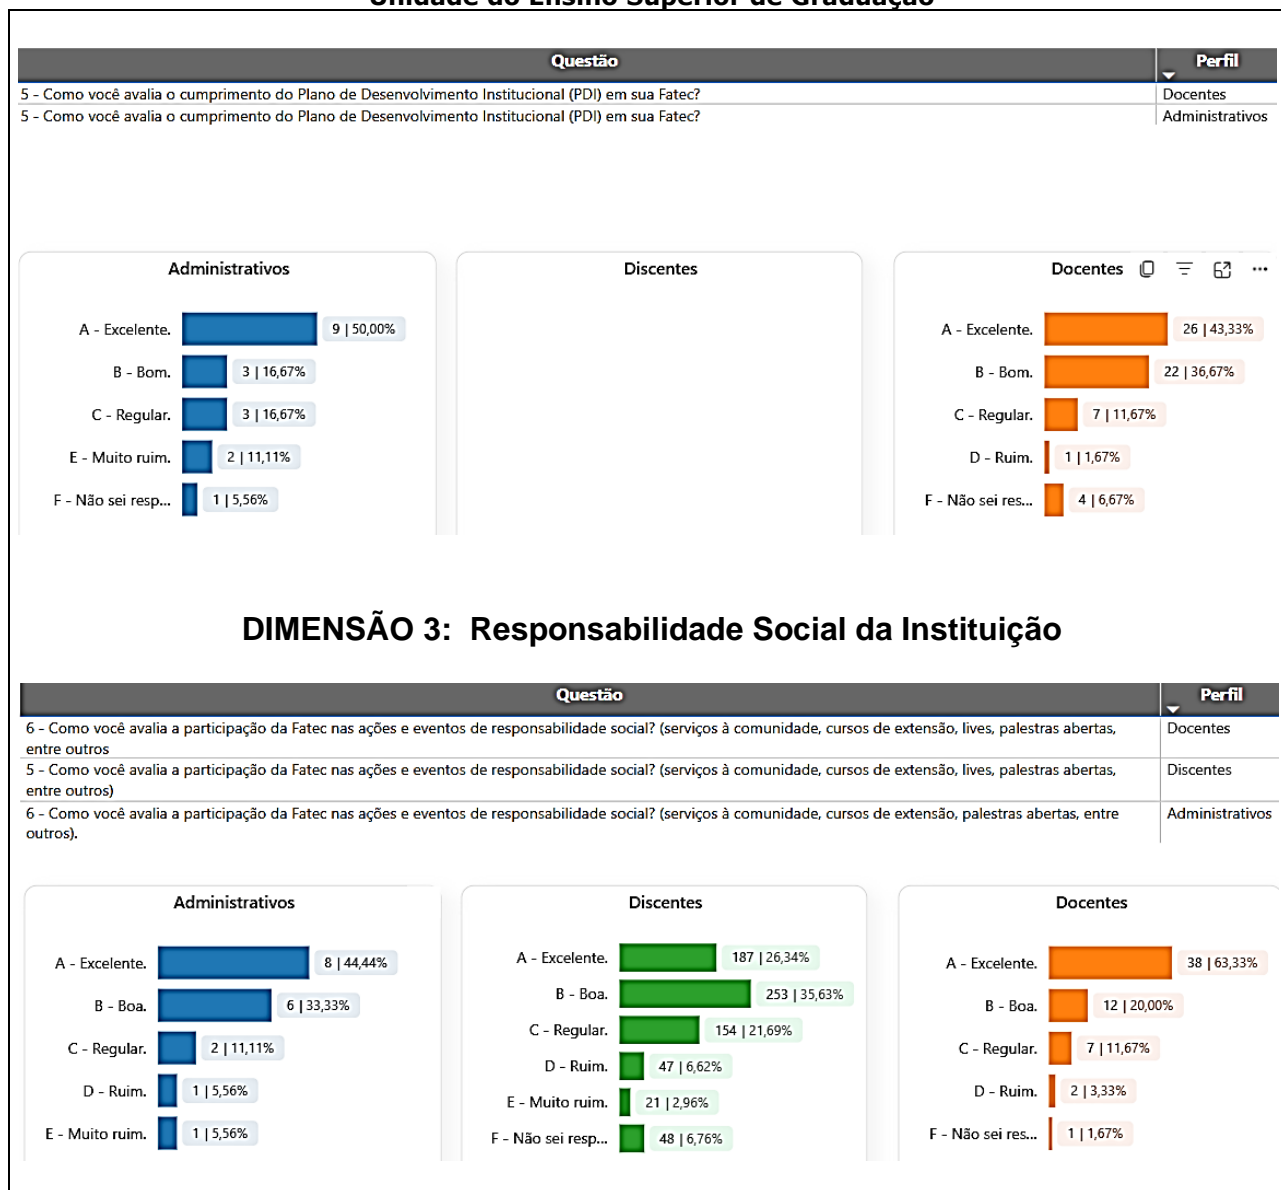 Unidade do Ensino Superior de Graduação
Questão Perfil
5 - Como você avalia o cumprimento do Plano de Desenvolvimento Institucional (PDI) em sua Fatec? Docentes
5 - Como você avalia o cumprimento do Plano de Desenvolvimento Institucional (PDI) em sua Fatec? Administrativos
Administrativos
A - Excelente. 9 | 50,00%
B - Bom. 3 | 16,67%
C - Regular. 3 | 16,67%
E - Muito ruim. 2 | 11,11%
F - Não sei resp... 1 | 5,56%
Discentes
Docentes
A - Excelente. 26 | 43,33%
B - Bom. 22 | 36,67%
C - Regular. 7 | 11,67%
D - Ruim. 1 | 1,67%
F - Não sei res... 4 | 6,67%
DIMENSÃO 3: Responsabilidade Social da Instituição
Questão Perfil
6 - Como você avalia a participação da Fatec nas ações e eventos de responsabilidade social? (serviços à comunidade, cursos de extensão, lives, palestras abertas, Docentes
entre outros
5 - Como você avalia a participação da Fatec nas ações e eventos de responsabilidade social? (serviços à comunidade, cursos de extensão, lives, palestras abertas, Discentes
entre outros)
6 - Como você avalia a participação da Fatec nas ações e eventos de responsabilidade social? (serviços à comunidade, cursos de extensão, palestras abertas, entre Administrativos
outros).
Administrativos
A - Excelente. 8 | 44,44%
B - Boa. 6 | 33,33%
C - Regular. 2 | 11,11%
D - Ruim. 1 | 5,56%
E - Muito ruim. 1 | 5,56%
Discentes
A - Excelente. 187 | 26,34%
B - Boa. 253 | 35,63%
C - Regular. 154 | 21,69%
D - Ruim. 47 | 6,62%
E - Muito ruim. 21 | 2,96%
F - Não sei resp... 48 | 6,76%
Docentes
A - Excelente. 38 | 63,33%
B - Boa. 12 | 20,00%
C - Regular. 7 | 11,67%
D - Ruim. 2 | 3,33%
F - Não sei res... 1 | 1,67%